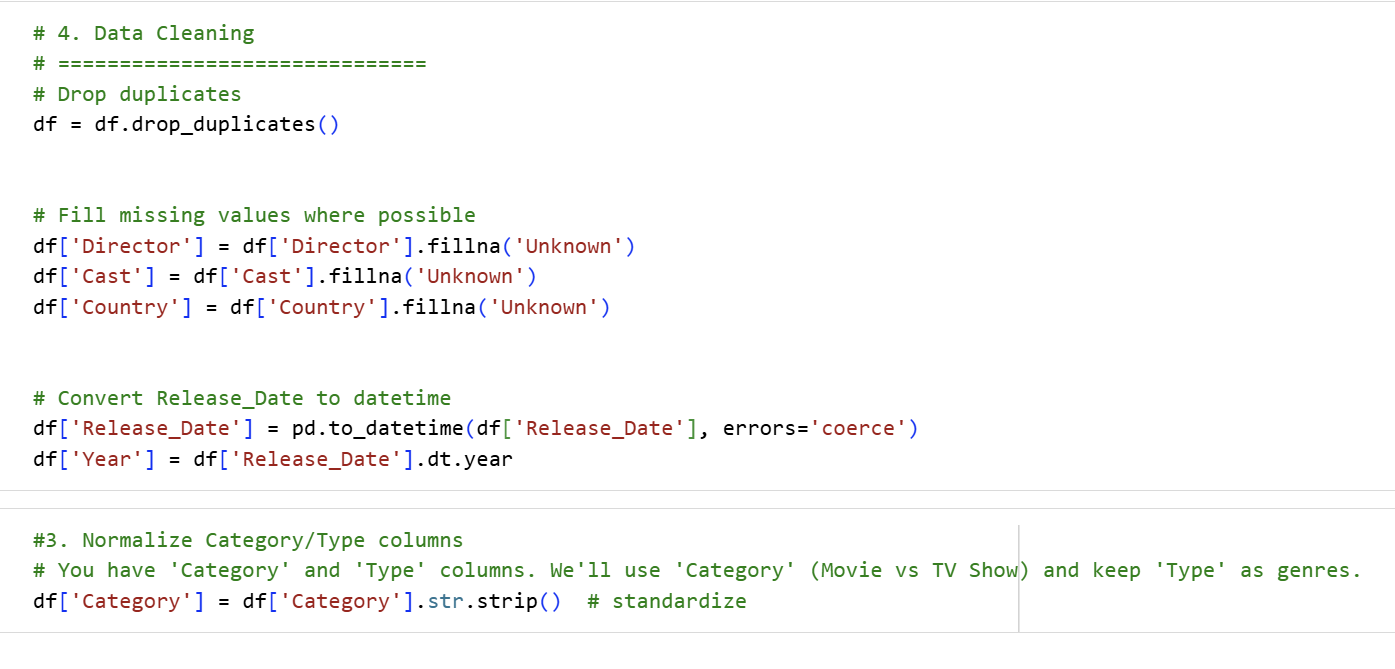 # 4. Data Cleaning
# ==============================
# Drop duplicates
df = df.drop_duplicates()
# Fill missing values where possible
df['Director'] = df['Director'].fillna('Unknown')
df['Cast'] = df['Cast'].fillna('Unknown')
df['Country'] = df['Country'].fillna('Unknown')
# Convert Release_Date to datetime
df['Release_Date'] = pd.to_datetime(df['Release_Date'], errors='coerce')
df['Year'] = df['Release_Date'].dt.year
#3. Normalize Category/Type columns
# You have 'Category' and 'Type' columns. We'll use 'Category' (Movie vs TV Show) and keep 'Type' as genres.
df['Category'] = df['Category'].str.strip()  # standardize